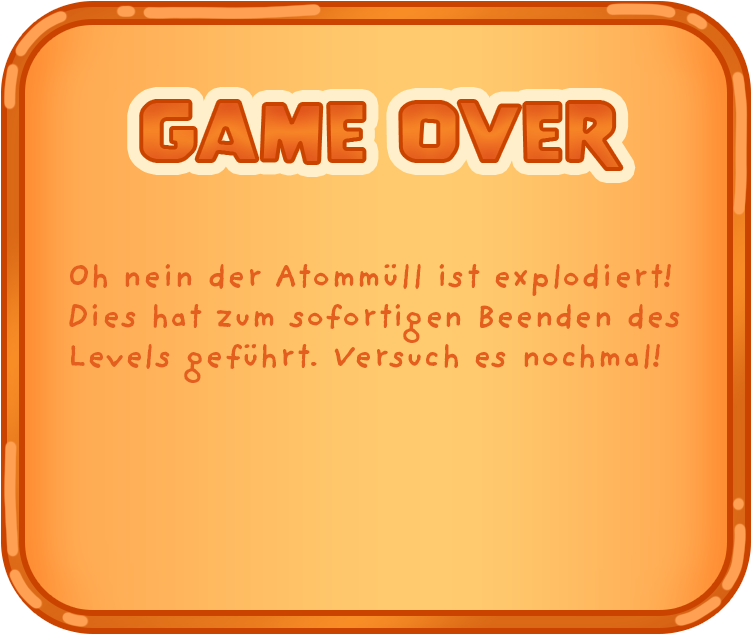 GAME OVER
Oh nein der Atommüll ist explodiert!
Dies hat zum sofortigen Beenden des
Levels geführt. Versuch es nochmal!